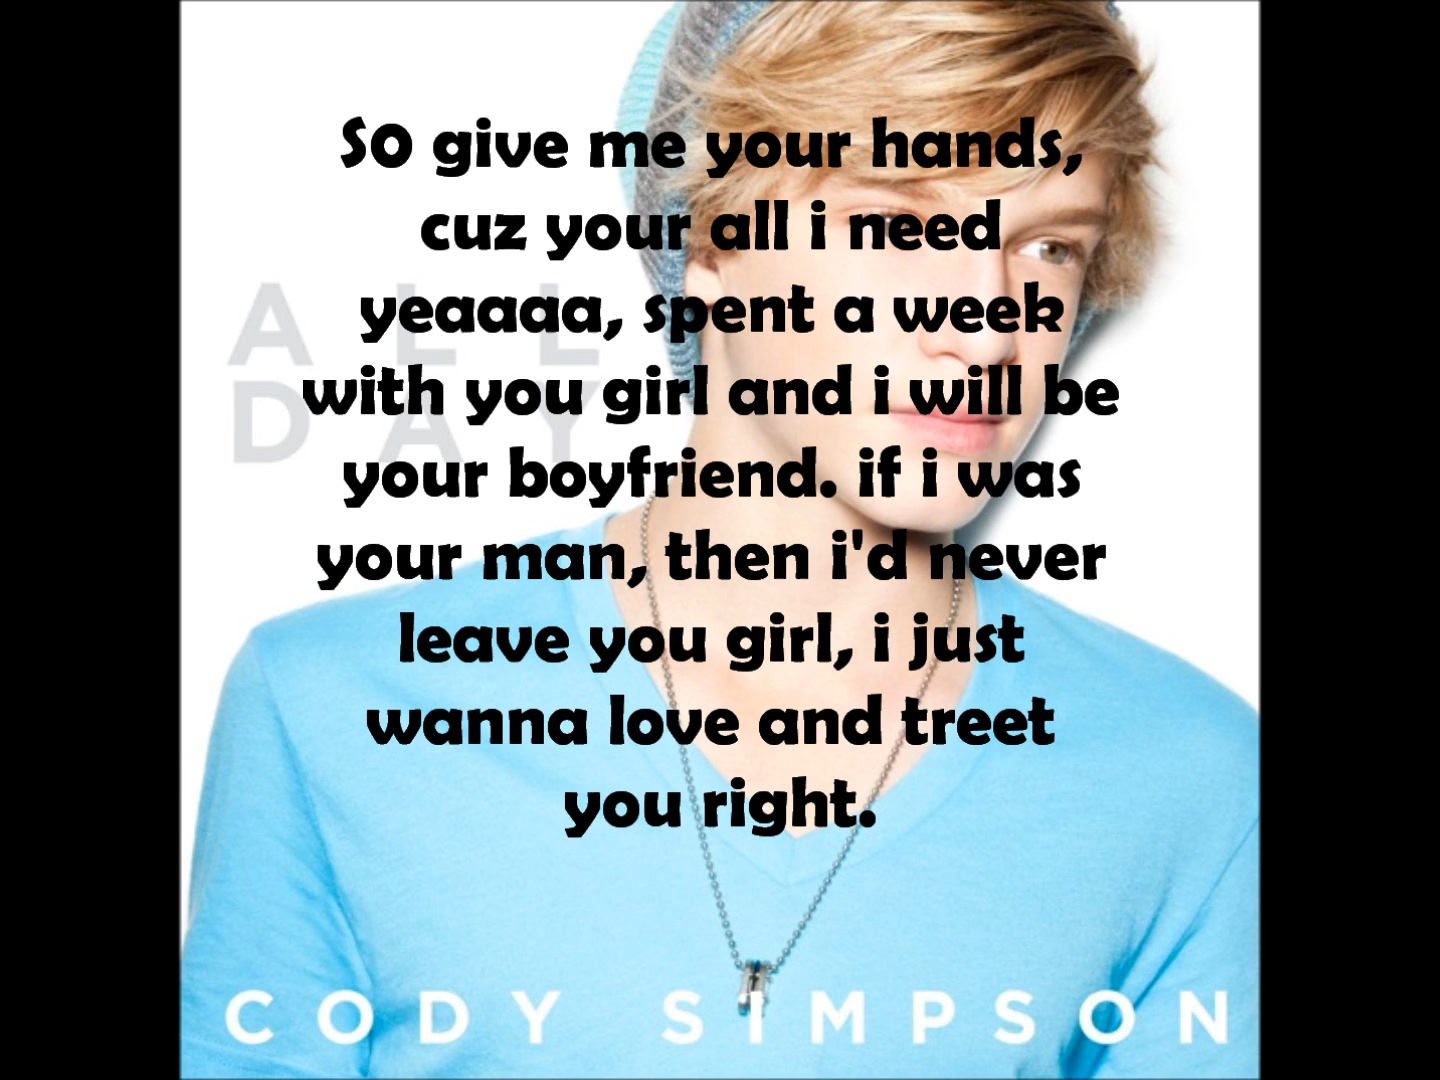 So give me your hands,
cuz your all i need
yeaaaa, spent a week
with you girl and i will be
your boyfriend. if i was
your man, then i'd never
leave you girl, i just
wanna love and treet
you right.
ALL
DAY
CODY SIMPSON